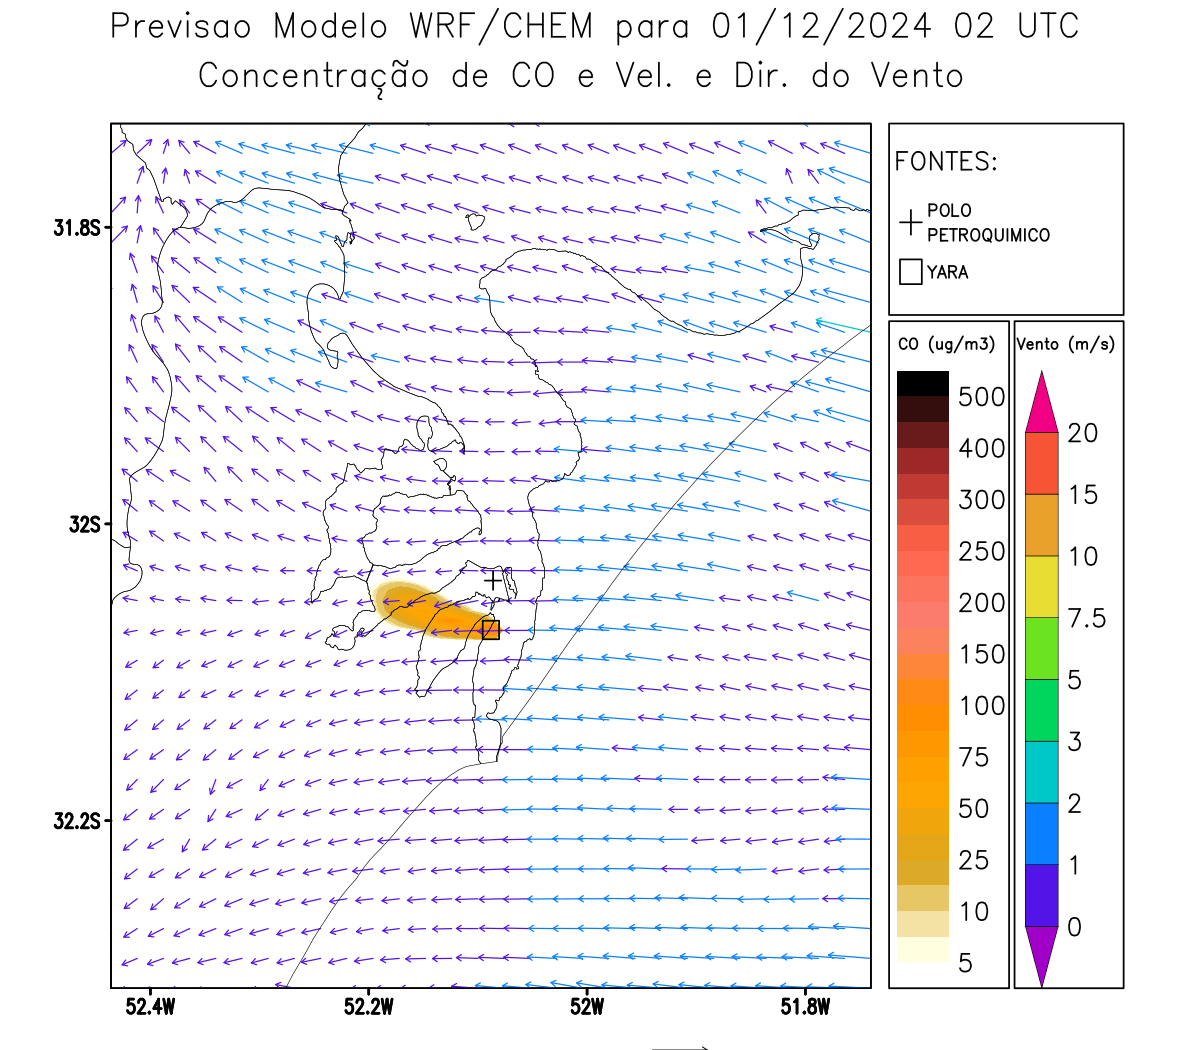 Previsao Modelo WRF/CHEM para 01/12/2024 02 UTC
Concentração de CO e Vel. e Dir. do Vento
FONTES:
POLO
PETROQUIMICO
YARA
CO (ug/m3)
500
400
300
250
200
150
100
75
50
25
10
5
Vento (m/s)
20
15
10
7.5
5
3
2
1
0
31.8S
32S
32.2S
52.4W
52.2W
52W
51.8W